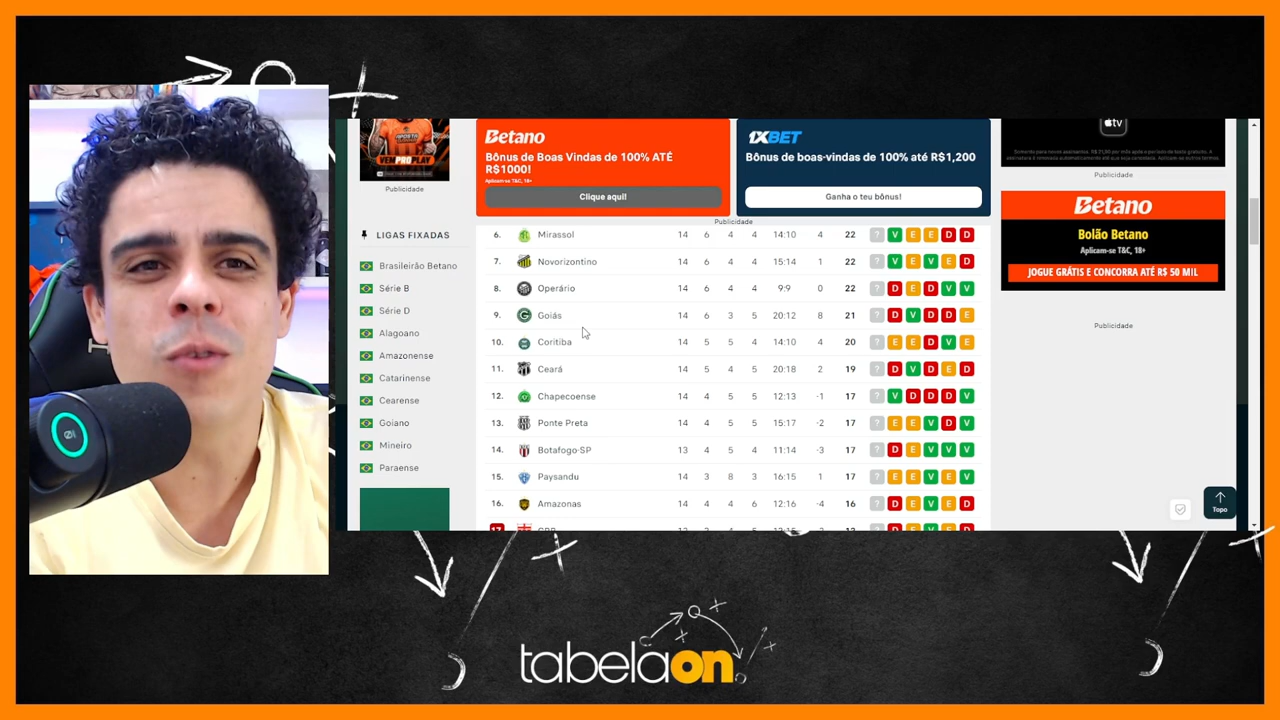 VEM PRO PLAY
Publicidade
LIGAS FIXADAS
Brasileirão Betano
Série B
Série D
Alagoano
Amazonense
Catarinense
Cearense
Goiano
Mineiro
Paraense
Betano
Bônus de Boas Vindas de 100% ATÉ
R$1000!
Aplicam-se T&C, 18+
Clique aqui!
1XBET
Bônus de boas-vindas de 100% até R$1,200
Ganha o teu bônus!
Publicidade
6. Mirassol 14 6 4 4 14:10 4 22 ? V E E D D
7. Novorizontino 14 6 4 4 15:14 1 22 ? V E V E D
8. Operário 14 6 4 4 9:9 0 22 ? D E D V V
9. Goiás 14 6 3 5 20:12 8 21 ? D V D D E
10. Coritiba 14 5 5 4 14:10 4 20 ? E E D V E
11. Ceará 14 5 4 5 20:18 2 19 ? D V D E D
12. Chapecoense 14 4 5 5 12:13 -1 17 ? V D D D V
13. Ponte Preta 14 4 5 5 15:17 -2 17 ? E E V D V
14. Botafogo-SP 13 4 5 4 11:14 -3 17 ? D E V V V
15. Paysandu 14 3 8 3 16:15 1 17 ? E E V E V
16. Amazonas 14 4 4 6 12:16 -4 16 ? D E V E D
tv
Publicidade
Betano
Bolão Betano
Aplicam-se T&C, 18+
JOGUE GRÁTIS E CONCORRA ATÉ R$ 50 MIL
Publicidade
Topo
tabelaon